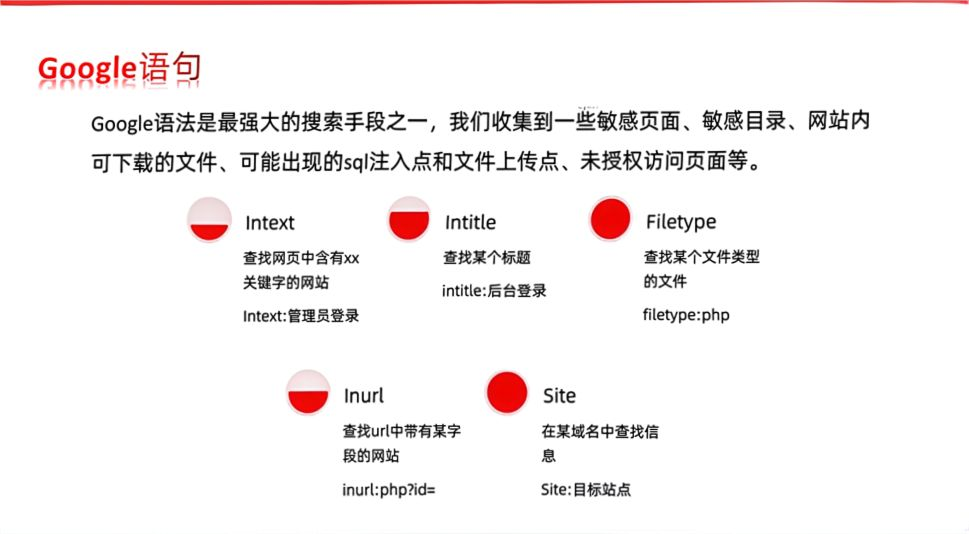 Google语句
Google语法是最强大的搜索手段之一，我们收集到一些敏感页面、敏感目录、网站内
可下载的文件、可能出现的sql注入点和文件上传点、未授权访问页面等。
Intext
查找网页中含有xx
关键字的网站
Intext:管理员登录
Intitle
查找某个标题
intitle:后台登录
Filetype
查找某个文件类型
的文件
filetype:php
Inurl
查找url中带有某字
段的网站
inurl:php?id=
Site
在某域名中查找信
息
Site:目标站点